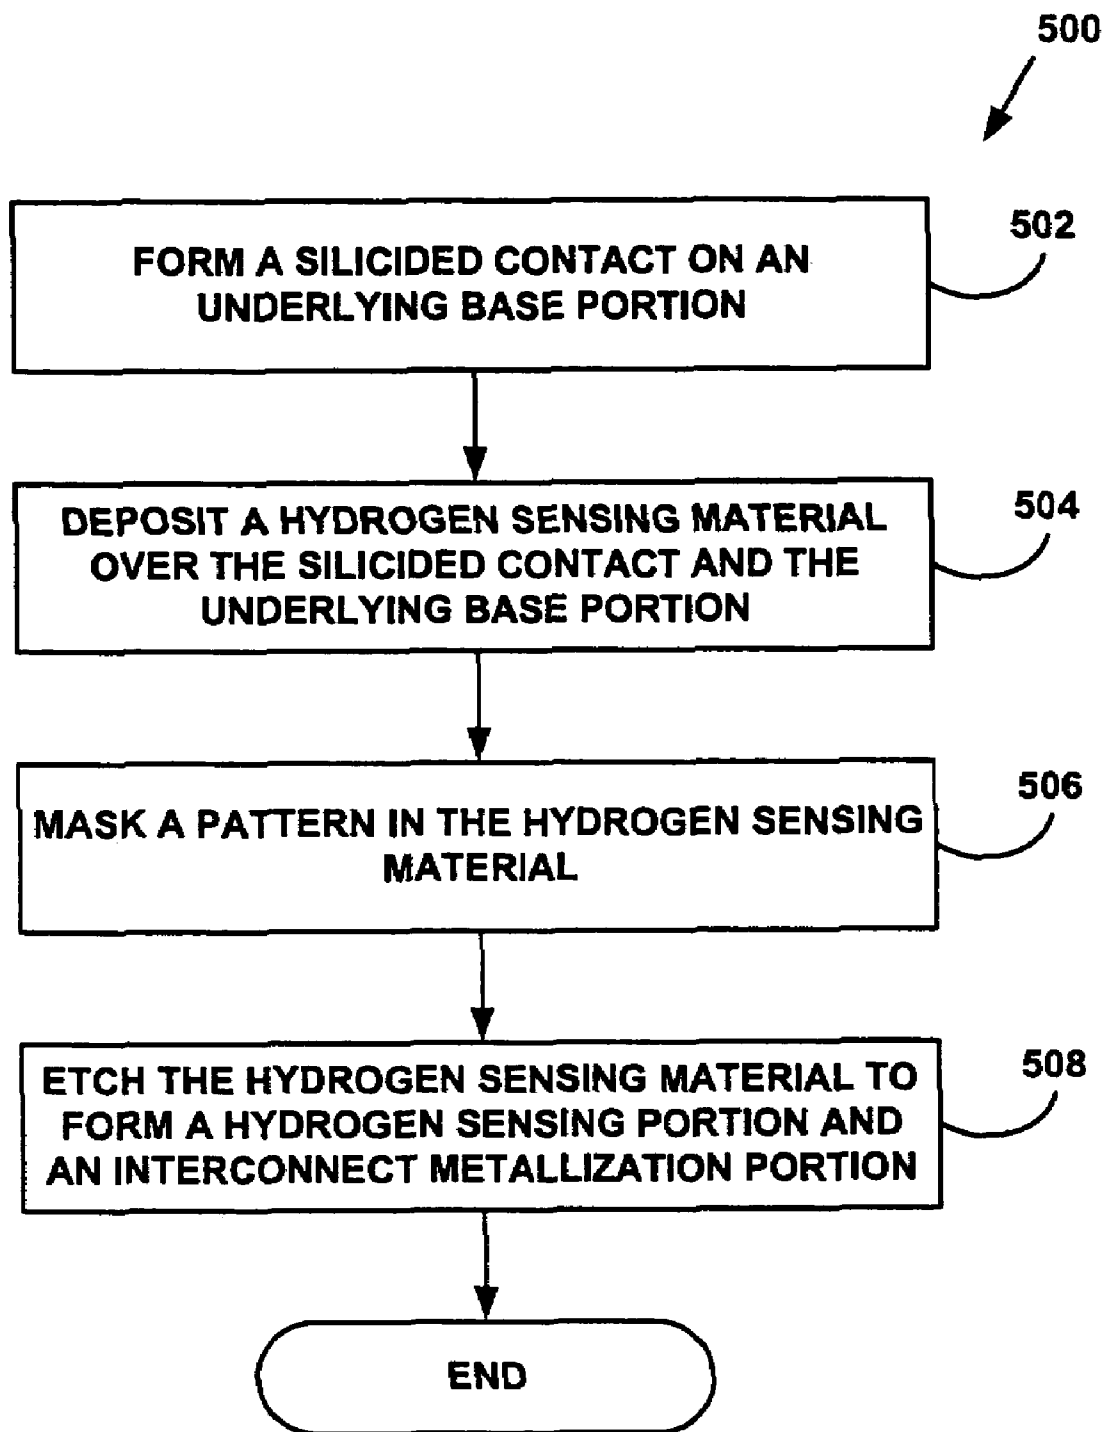 500
502
FORM A SILICIDED CONTACT ON AN
UNDERLYING BASE PORTION
504
DEPOSIT A HYDROGEN SENSING MATERIAL
OVER THE SILICIDED CONTACT AND THE
UNDERLYING BASE PORTION
506
MASK A PATTERN IN THE HYDROGEN SENSING
MATERIAL
508
ETCH THE HYDROGEN SENSING MATERIAL TO
FORM A HYDROGEN SENSING PORTION AND
AN INTERCONNECT METALLIZATION PORTION
END